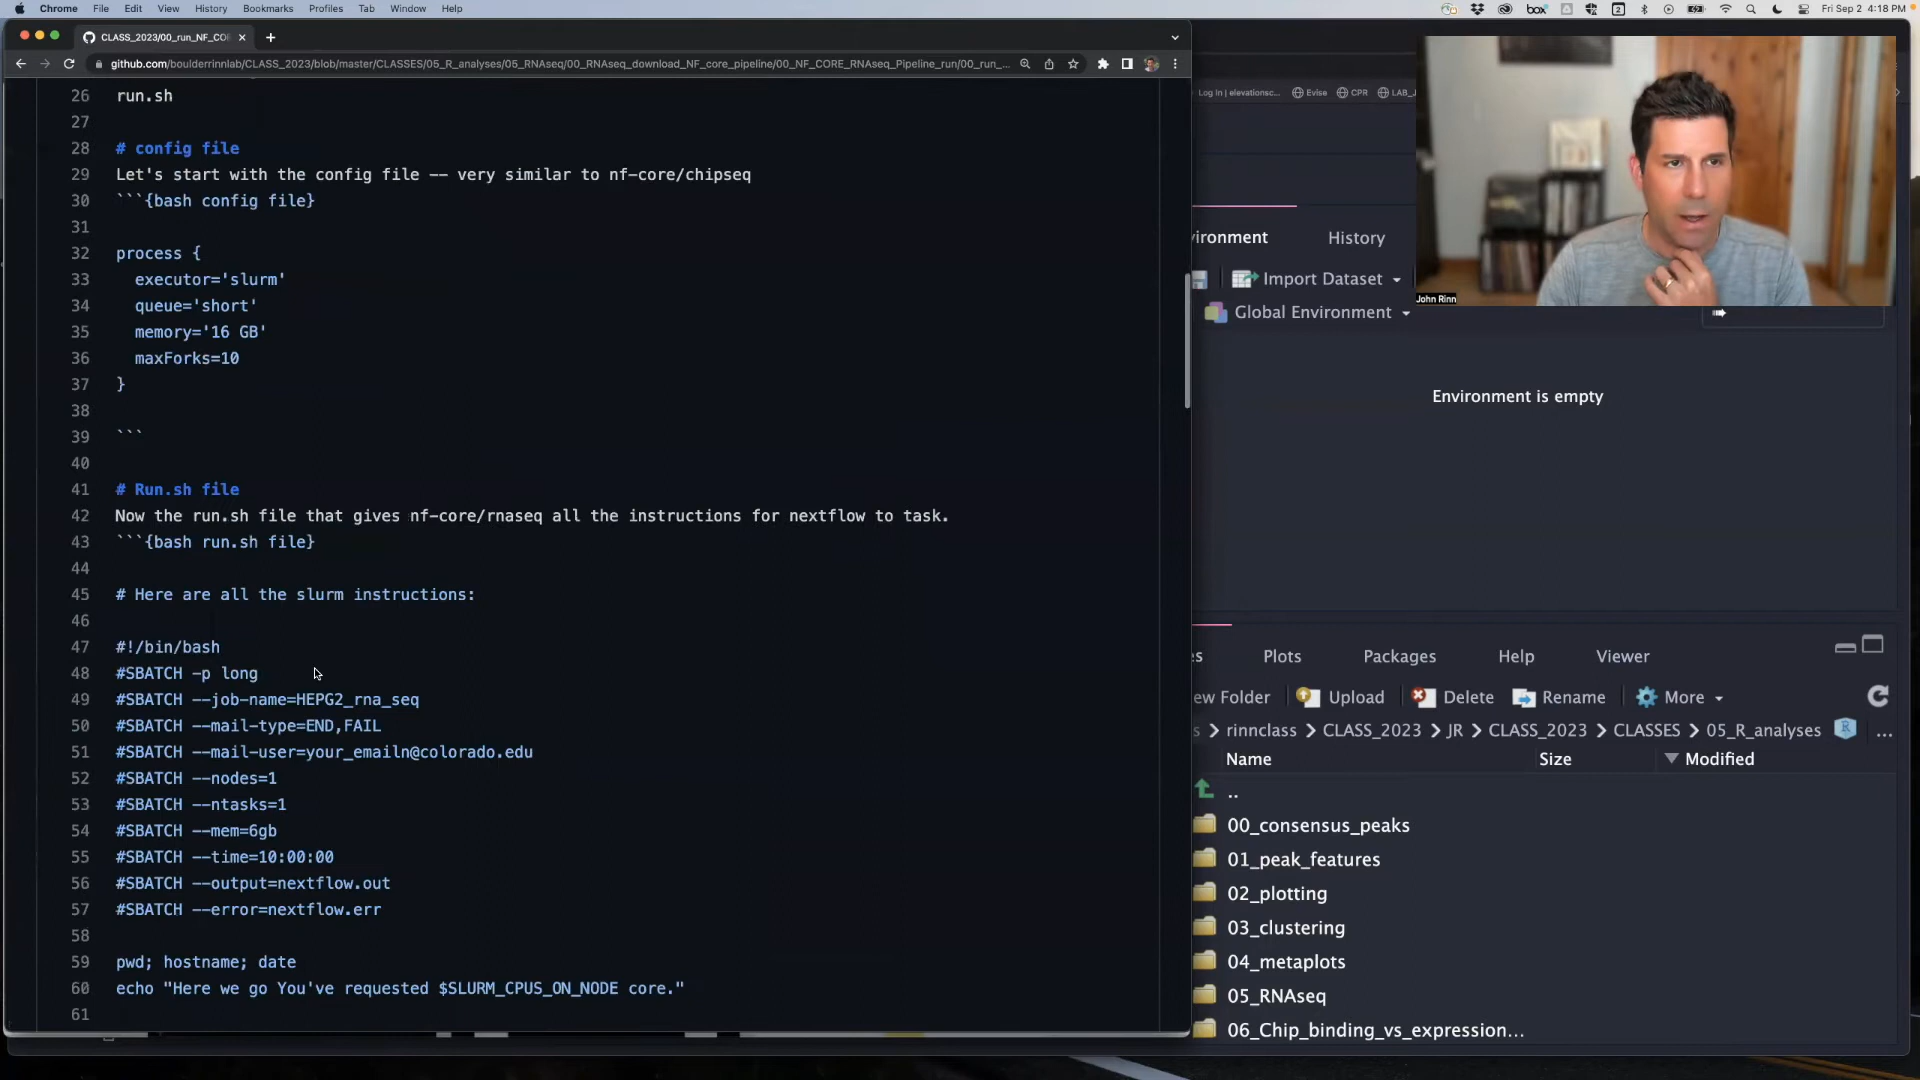 Chrome File Edit View History Bookmarks Profiles Tab Window Help
box 2 Fri Sep 2 4:18 PM
CLASS_2023/00_run_NF_CO
github.com/boulderrinnlab/CLASS_2023/blob/master/CLASSES/05_R_analyses/05_RNAseq/00_RNAseq_download_NF_core_pipeline/00_NF_CORE_RNAseq_Pipeline_run/00_run_...
26 run.sh
27
28 # config file
29 Let's start with the config file -- very similar to nf-core/chipseq
30 ```{bash config file}
31
32 process {
33 executor='slurm'
34 queue='short'
35 memory='16 GB'
36 maxForks=10
37 }
38
39 ```
40
41 # Run.sh file
42 Now the run.sh file that gives nf-core/rnaseq all the instructions for nextflow to task.
43 ```{bash run.sh file}
44
45 # Here are all the slurm instructions:
46
47 #!/bin/bash
48 #SBATCH -p long
49 #SBATCH --job-name=HEPG2_rna_seq
50 #SBATCH --mail-type=END,FAIL
51 #SBATCH --mail-user=your_emailn@colorado.edu
52 #SBATCH --nodes=1
53 #SBATCH --ntasks=1
54 #SBATCH --mem=6gb
55 #SBATCH --time=10:00:00
56 #SBATCH --output=nextflow.out
57 #SBATCH --error=nextflow.err
58
59 pwd; hostname; date
60 echo "Here we go You've requested $SLURM_CPUS_ON_NODE core."
61
Log In | elevationsc... Evise CPR LAB_J
John Rinn
vironment History
Import Dataset
Global Environment
Environment is empty
es Plots Packages Help Viewer
ew Folder Upload Delete Rename More
s rinnclass CLASS_2023 JR CLASS_2023 CLASSES 05_R_analyses ...
Name Size Modified
..
00_consensus_peaks
01_peak_features
02_plotting
03_clustering
04_metaplots
05_RNAseq
06_Chip_binding_vs_expression...